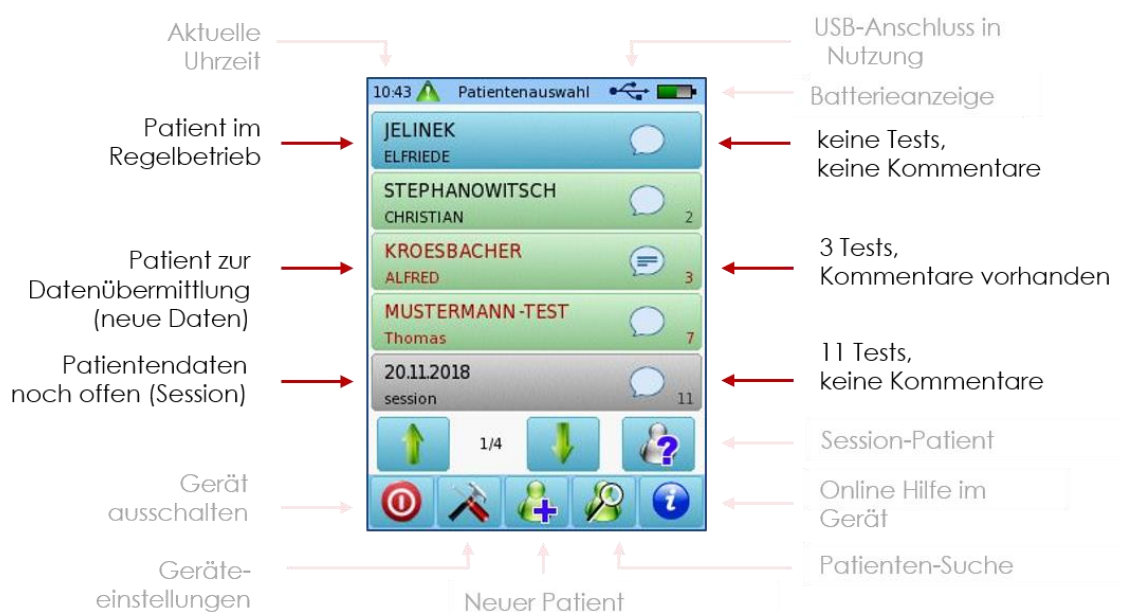 Aktuelle
Uhrzeit
USB-Anschluss in
Nutzung
Batterieanzeige
10:43 Patientenauswahl
Patient im
Regelbetrieb
JELINEK
ELFRIEDE
keine Tests,
keine Kommentare
STEPHANOWITSCH
CHRISTIAN 2
Patient zur
Datenübermittlung
(neue Daten)
KROESBACHER
ALFRED 3
3 Tests,
Kommentare vorhanden
MUSTERMANN-TEST
Thomas 7
Patientendaten
noch offen (Session)
20.11.2018
session 11
11 Tests,
keine Kommentare
1/4
?
Session-Patient
Gerät
ausschalten
i
Online Hilfe im
Gerät
Geräte-
einstellungen
Neuer Patient
Patienten-Suche